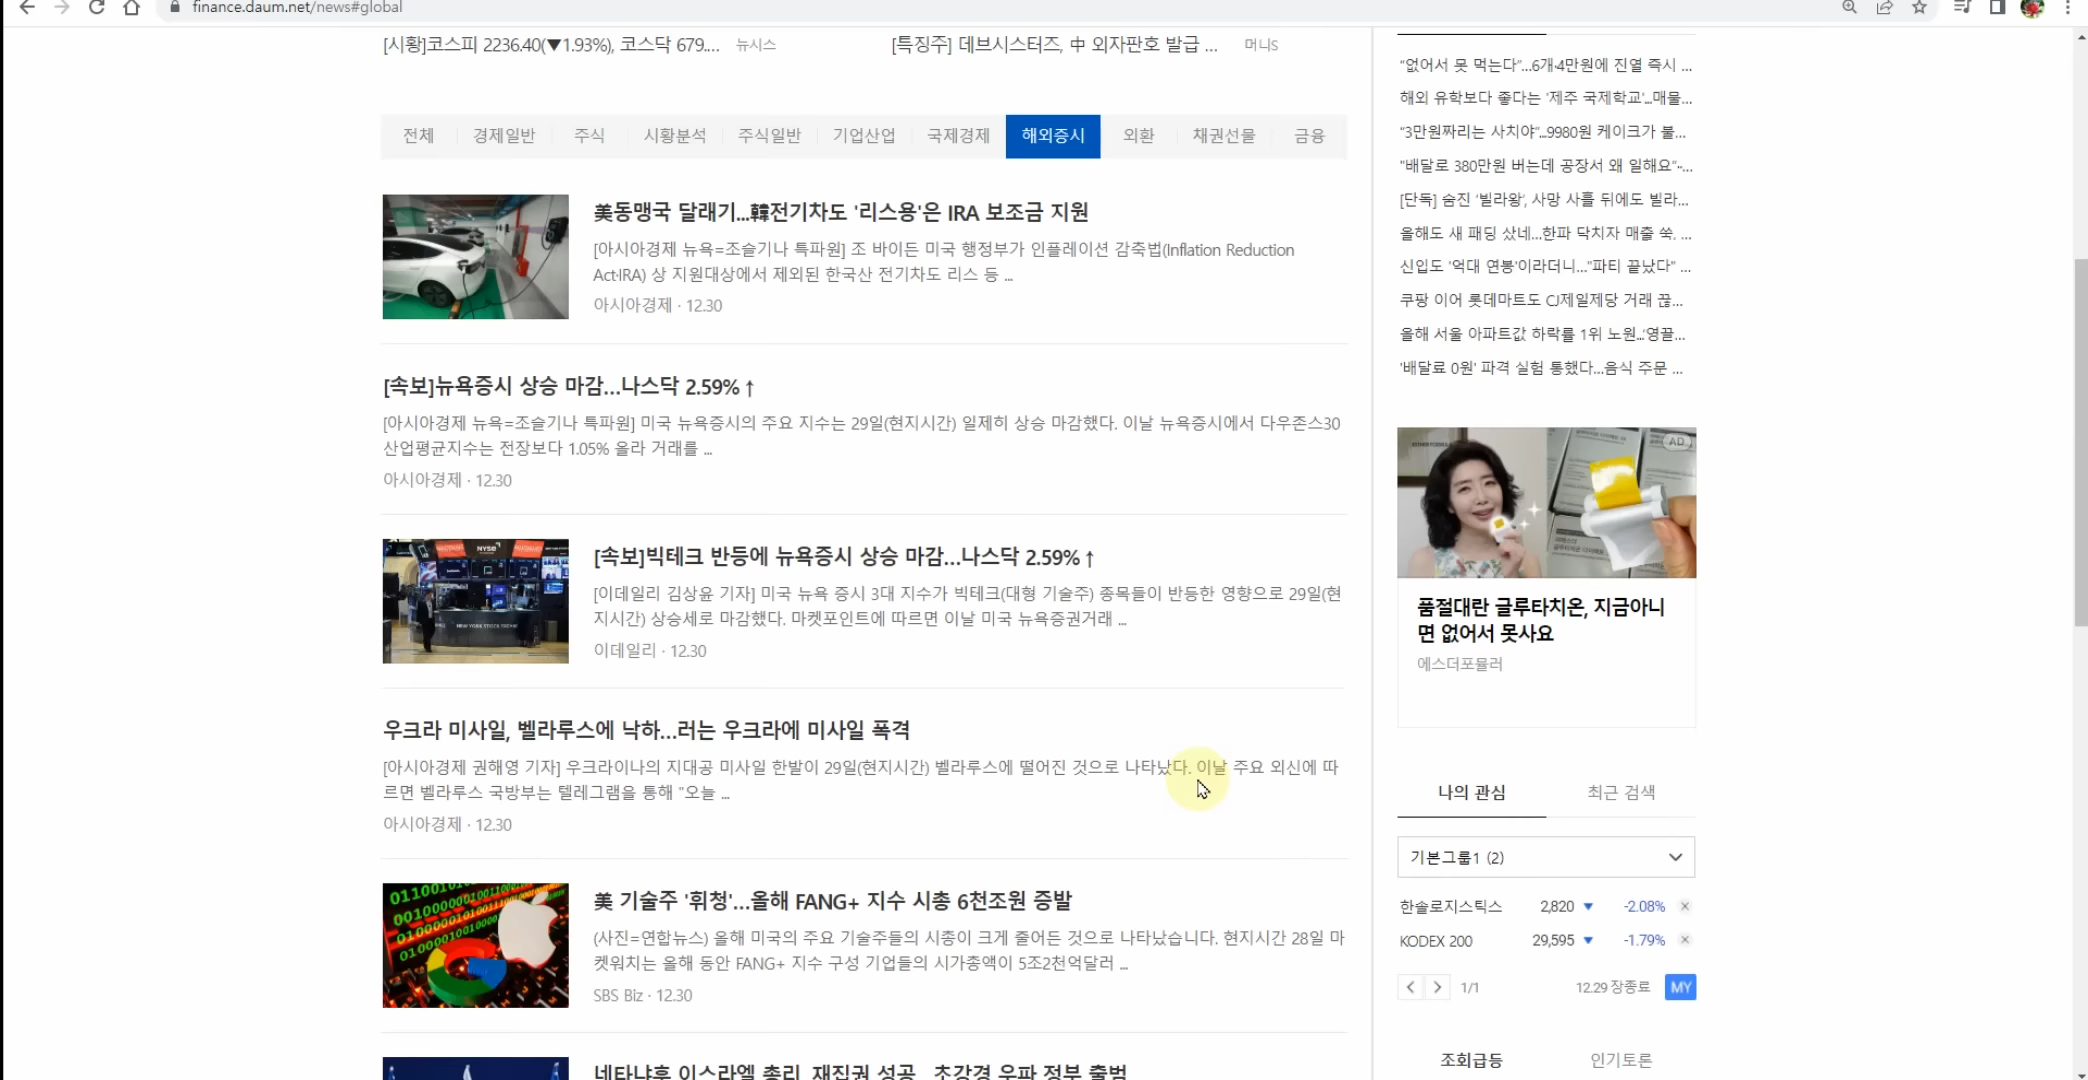 finance.daum.net/news#global
[시황]코스피 2236.40(▼1.93%), 코스닥 679.... 뉴시스
[특징주] 데브시스터즈, 中 외자판호 발급 ... 머니S
전체 경제일반 주식 시황분석 주식일반 기업산업 국제경제 해외증시 외환 채권선물 금융
美동맹국 달래기...韓전기차도 '리스용'은 IRA 보조금 지원
[아시아경제 뉴욕=조슬기나 특파원] 조 바이든 미국 행정부가 인플레이션 감축법(Inflation Reduction
Act·IRA) 상 지원대상에서 제외된 한국산 전기차도 리스 등 ...
아시아경제 · 12.30
[속보]뉴욕증시 상승 마감...나스닥 2.59%↑
[아시아경제 뉴욕=조슬기나 특파원] 미국 뉴욕증시의 주요 지수는 29일(현지시간) 일제히 상승 마감했다. 이날 뉴욕증시에서 다우존스30
산업평균지수는 전장보다 1.05% 올라 거래를 ...
아시아경제 · 12.30
NYSE
NEW YORK STOCK EXCHANGE
[속보]빅테크 반등에 뉴욕증시 상승 마감...나스닥 2.59%↑
[이데일리 김상윤 기자] 미국 뉴욕 증시 3대 지수가 빅테크(대형 기술주) 종목들이 반등한 영향으로 29일(현
지시간) 상승세로 마감했다. 마켓포인트에 따르면 이날 미국 뉴욕증권거래 ...
이데일리 · 12.30
우크라 미사일, 벨라루스에 낙하...러는 우크라에 미사일 폭격
[아시아경제 권해영 기자] 우크라이나의 지대공 미사일 한발이 29일(현지시간) 벨라루스에 떨어진 것으로 나타났다. 이날 주요 외신에 따
르면 벨라루스 국방부는 텔레그램을 통해 "오늘 ...
아시아경제 · 12.30
美 기술주 '휘청'...올해 FANG+ 지수 시총 6천조원 증발
(사진=연합뉴스) 올해 미국의 주요 기술주들의 시총이 크게 줄어든 것으로 나타났습니다. 현지시간 28일 마
켓워치는 올해 동안 FANG+ 지수 구성 기업들의 시가총액이 5조2천억달러 ...
SBS Biz · 12.30
네타냐후 이스라엘 총리, 재집권 성공...초강경 우파 정부 출범
"없어서 못 먹는다"...6개·4만원에 진열 즉시 ...
해외 유학보다 좋다는 '제주 국제학교'...매물...
"3만원짜리는 사치야"...9980원 케이크가 불...
"배달로 380만원 버는데 공장서 왜 일해요"...
[단독] 숨진 '빌라왕', 사망 사흘 뒤에도 빌라...
올해도 새 패딩 샀네...한파 닥치자 매출 쑥. ...
신입도 '억대 연봉'이라더니..."파티 끝났다" ...
쿠팡 이어 롯데마트도 CJ제일제당 거래 끊...
올해 서울 아파트값 하락률 1위 노원...'영끌...
'배달료 0원' 파격 실험 통했다...음식 주문 ...
AD
품절대란 글루타치온, 지금아니
면 없어서 못사요
에스더포뮬러
나의 관심 최근 검색
기본그룹1 (2)
한솔로지스틱스 2,820 ▼ -2.08% ×
KODEX 200 29,595 ▼ -1.79% ×
< > 1/1 12.29 장종료 MY
조회급등 인기토론